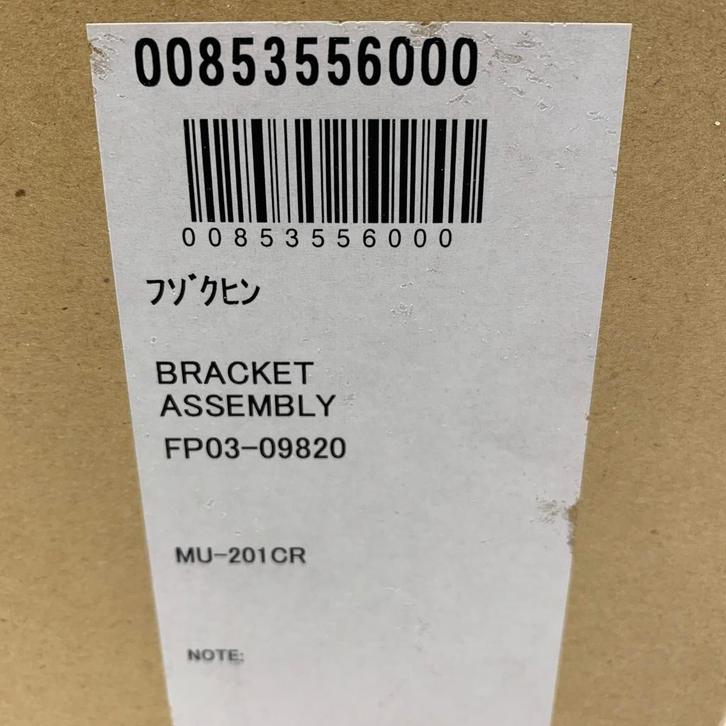 00853556000
00853556000
ﾌｿﾞｸﾋﾝ
BRACKET
ASSEMBLY
FP03-09820
MU-201CR
NOTE: